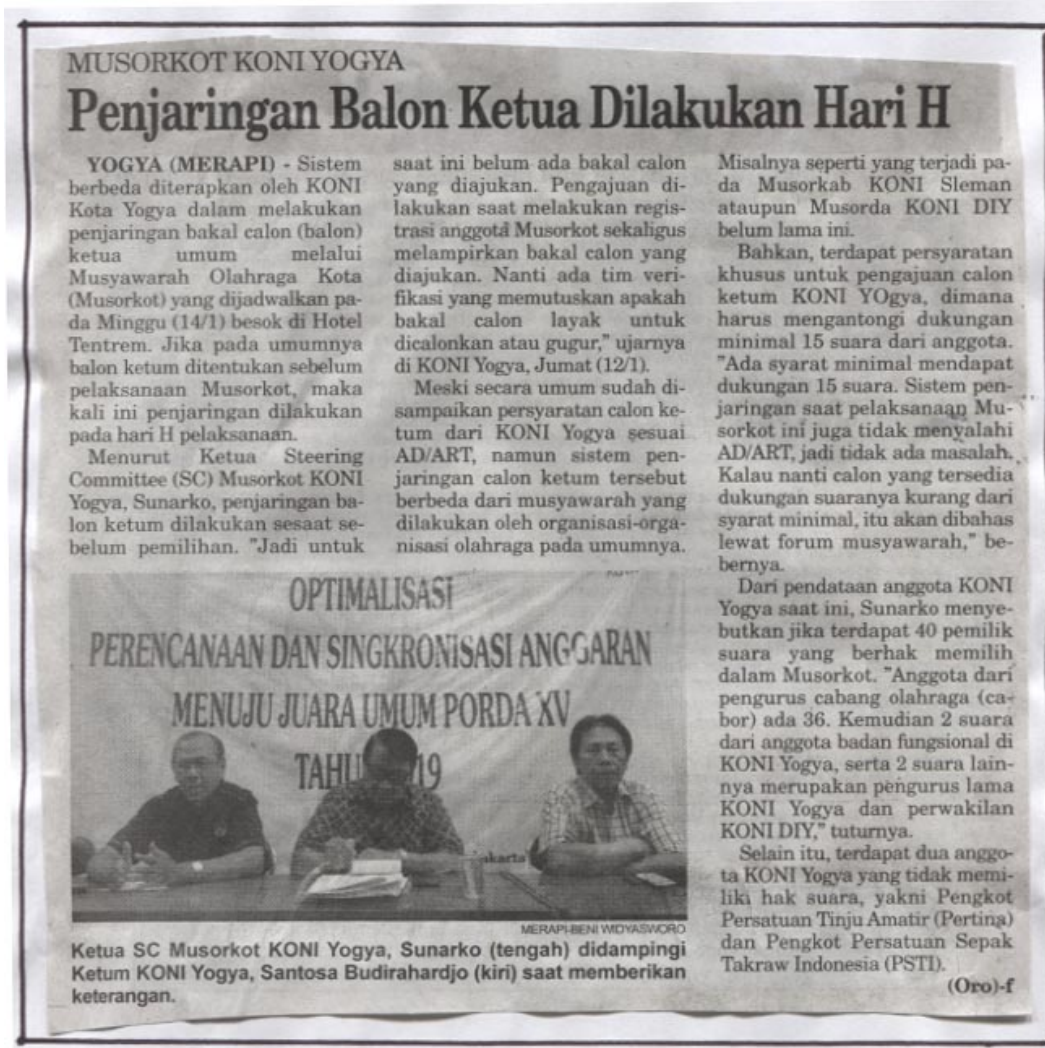 MUSORKOT KONI YOGYA
Penjaringan Balon Ketua Dilakukan Hari H
YOGYA (MERAPI) - Sistem
berbeda diterapkan oleh KONI
Kota Yogya dalam melakukan
penjaringan bakal calon (balon)
ketua umum melalui
Musyawarah Olahraga Kota
(Musorkot) yang dijadwalkan pa-
da Minggu (14/1) besok di Hotel
Tentrem. Jika pada umumnya
balon ketum ditentukan sebelum
pelaksanaan Musorkot, maka
kali ini penjaringan dilakukan
pada hari H pelaksanaan.
Menurut Ketua Steering
Committee (SC) Musorkot KONI
Yogya, Sunarko, penjaringan ba-
lon ketum dilakukan sesaat se-
belum pemilihan. "Jadi untuk
saat ini belum ada bakal calon
yang diajukan. Pengajuan di-
lakukan saat melakukan regis-
trasi anggota Musorkot sekaligus
melampirkan bakal calon yang
diajukan. Nanti ada tim veri-
fikasi yang memutuskan apakah
bakal calon layak untuk
dicalonkan atau gugur," ujarnya
di KONI Yogya, Jumat (12/1).
Meski secara umum sudah di-
sampaikan persyaratan calon ke-
tum dari KONI Yogya sesuai
AD/ART, namun sistem pen-
jaringan calon ketum tersebut
berbeda dari musyawarah yang
dilakukan oleh organisasi-orga-
nisasi olahraga pada umumnya.
Misalnya seperti yang terjadi pa-
da Musorkab KONI Sleman
ataupun Musorda KONI DIY
belum lama ini.
Bahkan, terdapat persyaratan
khusus untuk pengajuan calon
ketum KONI YOgya, dimana
harus mengantongi dukungan
minimal 15 suara dari anggota.
"Ada syarat minimal mendapat
dukungan 15 suara. Sistem pen-
jaringan saat pelaksanaan Mu-
sorkot ini juga tidak menyalahi
AD/ART, jadi tidak ada masalah.
Kalau nanti calon yang tersedia
dukungan suaranya kurang dari
syarat minimal, itu akan dibahas
lewat forum musyawarah," be-
bernya.
Dari pendataan anggota KONI
Yogya saat ini, Sunarko menye-
butkan jika terdapat 40 pemilik
suara yang berhak memilih
dalam Musorkot. "Anggota dari
pengurus cabang olahraga (ca-
bor) ada 36. Kemudian 2 suara
dari anggota badan fungsional di
KONI Yogya, serta 2 suara lain-
nya merupakan pengurus lama
KONI Yogya dan perwakilan
KONI DIY," tuturnya.
Selain itu, terdapat dua anggo-
ta KONI Yogya yang tidak memi-
liki hak suara, yakni Pengkot
Persatuan Tinju Amatir (Pertina)
dan Pengkot Persatuan Sepak
Takraw Indonesia (PSTI).
(Oro)-f
OPTIMALISASI
PERENCANAAN DAN SINGKRONISASI ANGGARAN
MENUJU JUARA UMUM PORDA XV
TAHU 19
akarta
MERAPI-BENI WIDYASWORO
Ketua SC Musorkot KONI Yogya, Sunarko (tengah) didampingi
Ketum KONI Yogya, Santosa Budirahardjo (kiri) saat memberikan
keterangan.